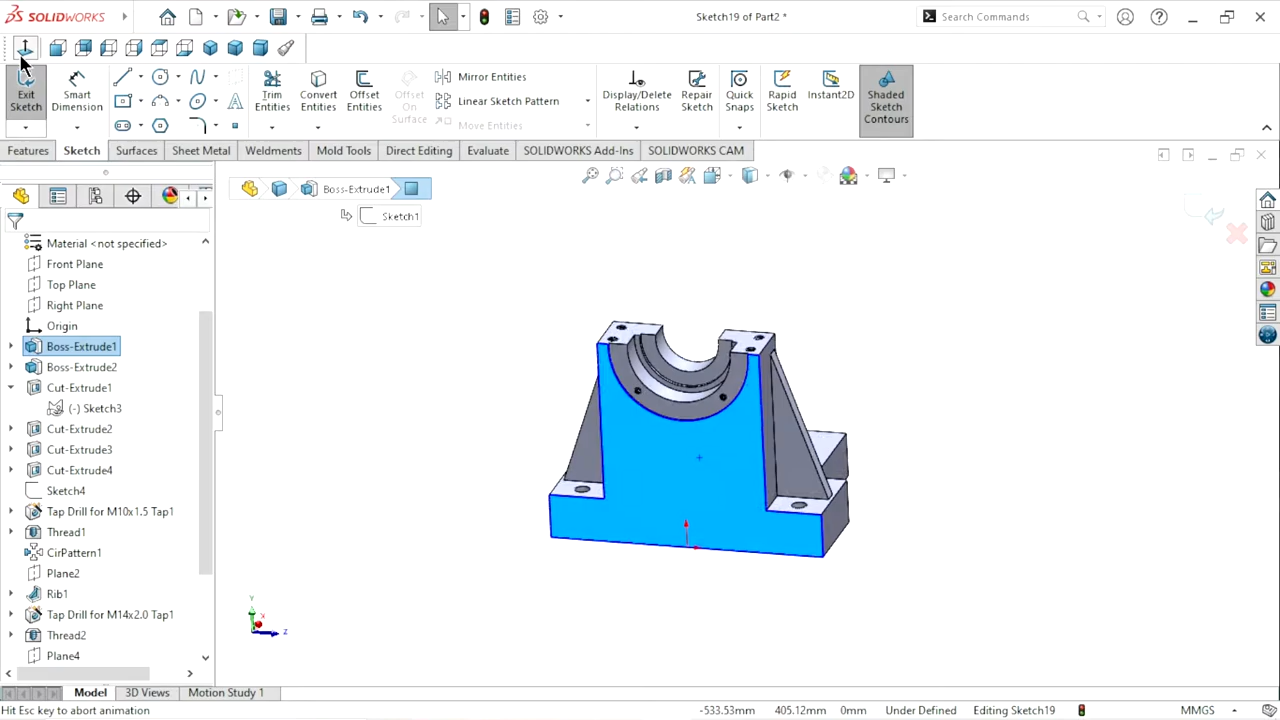 SOLIDWORKS
Sketch19 of Part2 *
Search Commands
Exit Sketch
Smart Dimension
Trim Entities
Convert Entities
Offset Entities
Offset On Surface
Mirror Entities
Linear Sketch Pattern
Move Entities
Display/Delete Relations
Repair Sketch
Quick Snaps
Rapid Sketch
Instant2D
Shaded Sketch Contours
Features
Sketch
Surfaces
Sheet Metal
Weldments
Mold Tools
Direct Editing
Evaluate
SOLIDWORKS Add-Ins
SOLIDWORKS CAM
Boss-Extrude1
Sketch1
Material <not specified>
Front Plane
Top Plane
Right Plane
Origin
Boss-Extrude1
Boss-Extrude2
Cut-Extrude1
(-) Sketch3
Cut-Extrude2
Cut-Extrude3
Cut-Extrude4
Sketch4
Tap Drill for M10x1.5 Tap1
Thread1
CirPattern1
Plane2
Rib1
Tap Drill for M14x2.0 Tap1
Thread2
Plane4
Y
X
Z
Model
3D Views
Motion Study 1
Hit Esc key to abort animation
-533.53mm
405.12mm
0mm
Under Defined
Editing Sketch19
MMGS